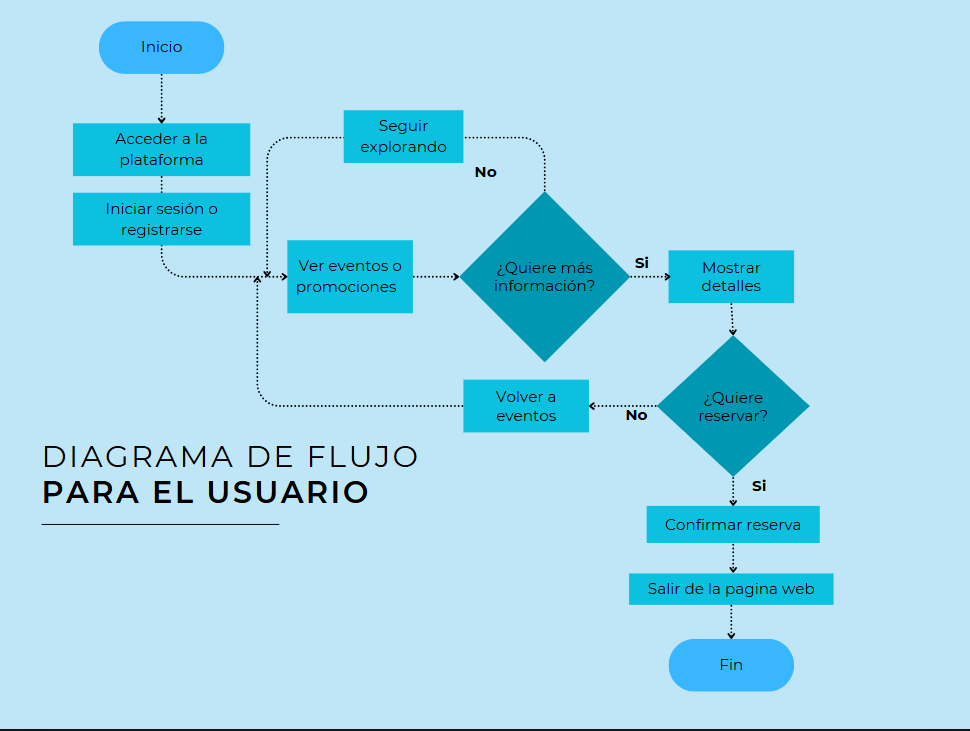 Inicio
Acceder a la
plataforma
Iniciar sesión o
registrarse
Seguir
explorando
No
Ver eventos o
promociones
¿Quiere más
información?
Si
Mostrar
detalles
¿Quiere
reservar?
No
Volver a
eventos
Si
Confirmar reserva
Salir de la pagina web
Fin
DIAGRAMA DE FLUJO
PARA EL USUARIO